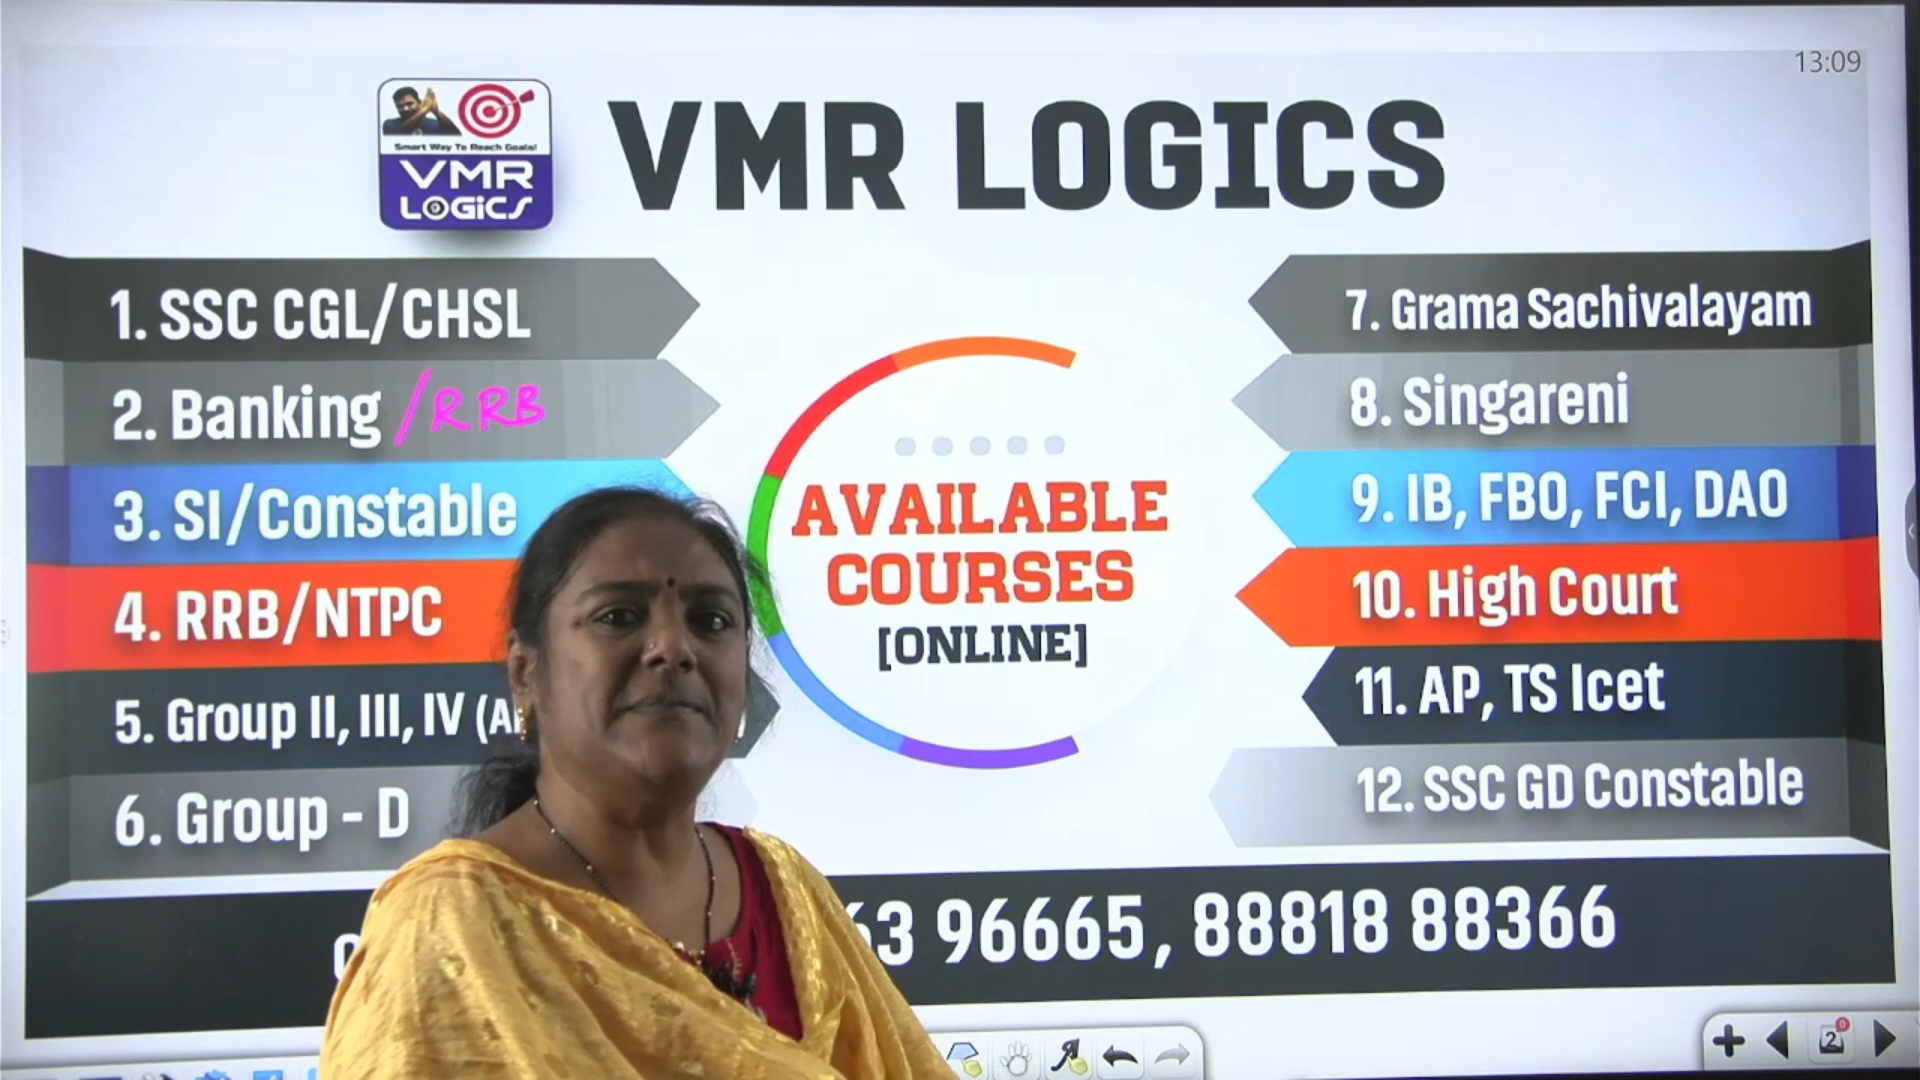 13:09
Smart Way To Reach Goals!
VMR
LOGICS
VMR LOGICS
1. SSC CGL/CHSL
2. Banking /RRB
3. SI/Constable
4. RRB/NTPC
5. Group II, III, IV
6. Group - D
AVAILABLE
COURSES
[ONLINE]
7. Grama Sachivalayam
8. Singareni
9. IB, FBO, FCI, DAO
10. High Court
11. AP, TS Icet
12. SSC GD Constable
63 96665, 88818 88366
2